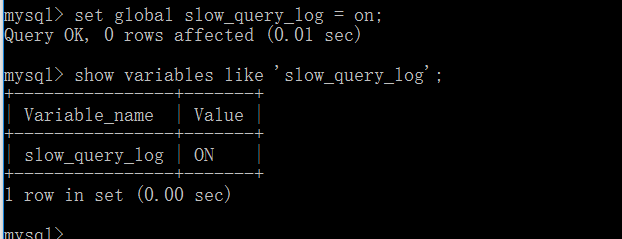 mysql> set global slow_query_log = on;
Query OK, 0 rows affected (0.01 sec)
mysql> show variables like 'slow_query_log';
+----------------+-------+
| Variable_name  | Value |
+----------------+-------+
| slow_query_log | ON    |
+----------------+-------+
1 row in set (0.00 sec)
mysql>